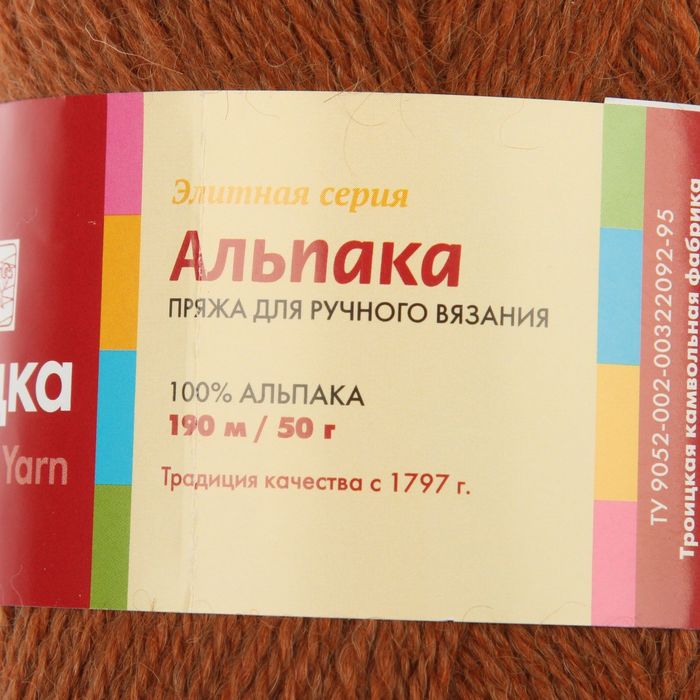 Элитная серия
Альпака
ПРЯЖА ДЛЯ РУЧНОГО ВЯЗАНИЯ
100% АЛЬПАКА
190 м / 50 г
Традиция качества с 1797 г.
Yarn
ТУ 9052-002-00322092-95
Троицкая камвольная фабрика